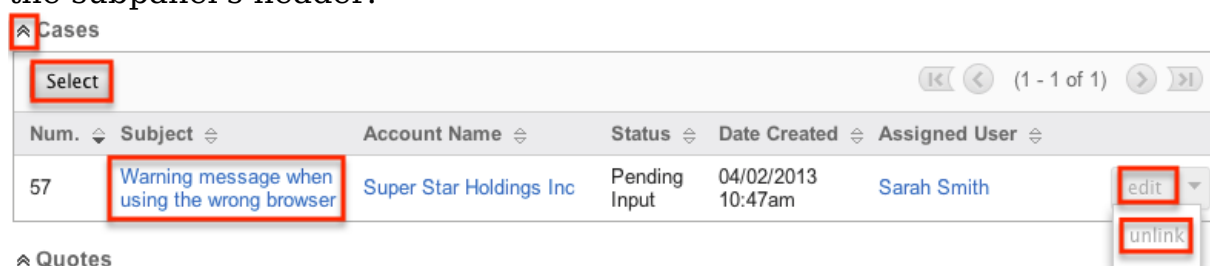 the subpanel's header.
Cases
Select (1 - 1 of 1)
Num. Subject Account Name Status Date Created Assigned User
57 Warning message when using the wrong browser Super Star Holdings Inc Pending Input 04/02/2013 10:47am Sarah Smith edit
unlink
Quotes